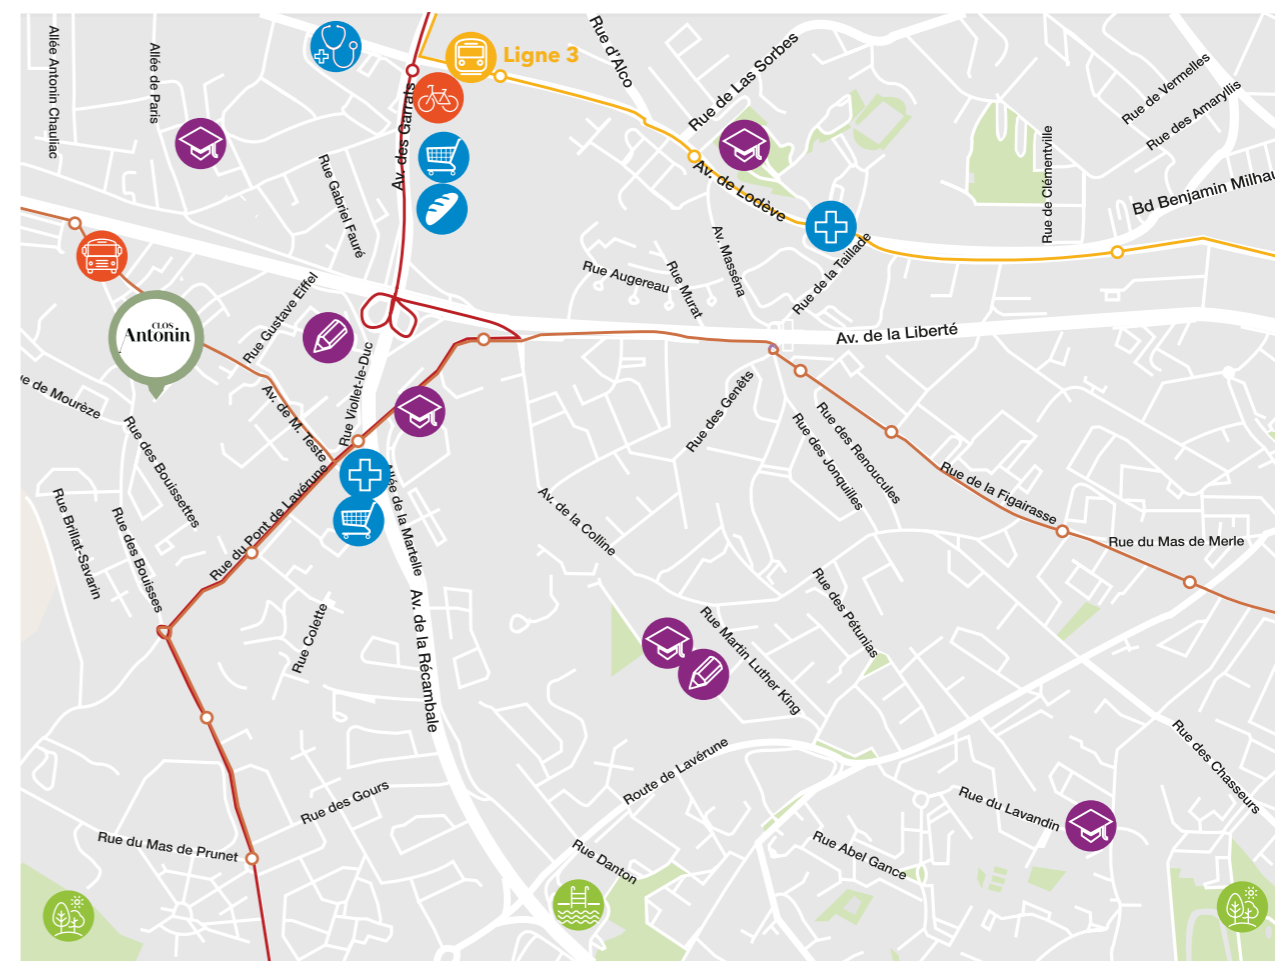 Allée Antonin Chauliac
Allée de Paris
Ligne 3
Rue d'Alco
Rue de Las Sorbes
Rue de Vermelles
Rue des Amaryllis
Av. des Garrats
Rue Gabriel Fauré
Av. de Lodève
Rue de Clémentville
Bd Benjamin Milhau
Rue Augereau
Rue Murat
Av. Masséna
Rue de la Taillade
Rue Gustave Eiffel
CLOS
Antonin
Av. de la Liberté
Rue Viollet-le-Duc
e de Mourèze
Av. de M. Teste
Rue des Bouissettes
Rue des Genêts
Rue des Renoucules
Rue des Jonquilles
Rue de la Figairasse
Rue du Mas de Merle
Rue Brillat-Savarin
Rue des Bouisses
Rue du Pont de Lavérune
Allée de la Martelle
Av. de la Colline
Rue Colette
Av. de la Récambale
Rue Martin Luther King
Rue des Pétunias
Route de Lavérune
Rue des Chasseurs
Rue des Gours
Rue du Lavandin
Rue du Mas de Prunet
Rue Danton
Rue Abel Gance